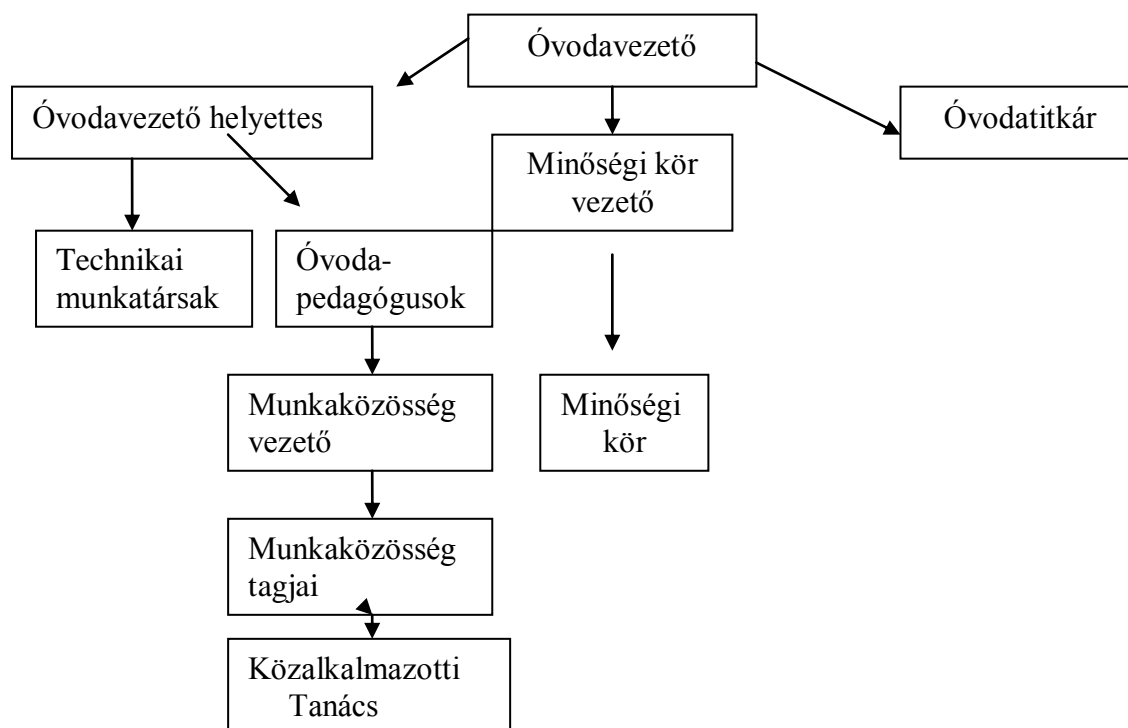 Óvodavezető
Óvodavezető helyettes
Óvodatitkár
Minőségi kör
vezető
Technikai
munkatársak
Óvoda-
pedagógusok
Munkaközösség
vezető
Minőségi
kör
Munkaközösség
tagjai
Közalkalmazotti
Tanács